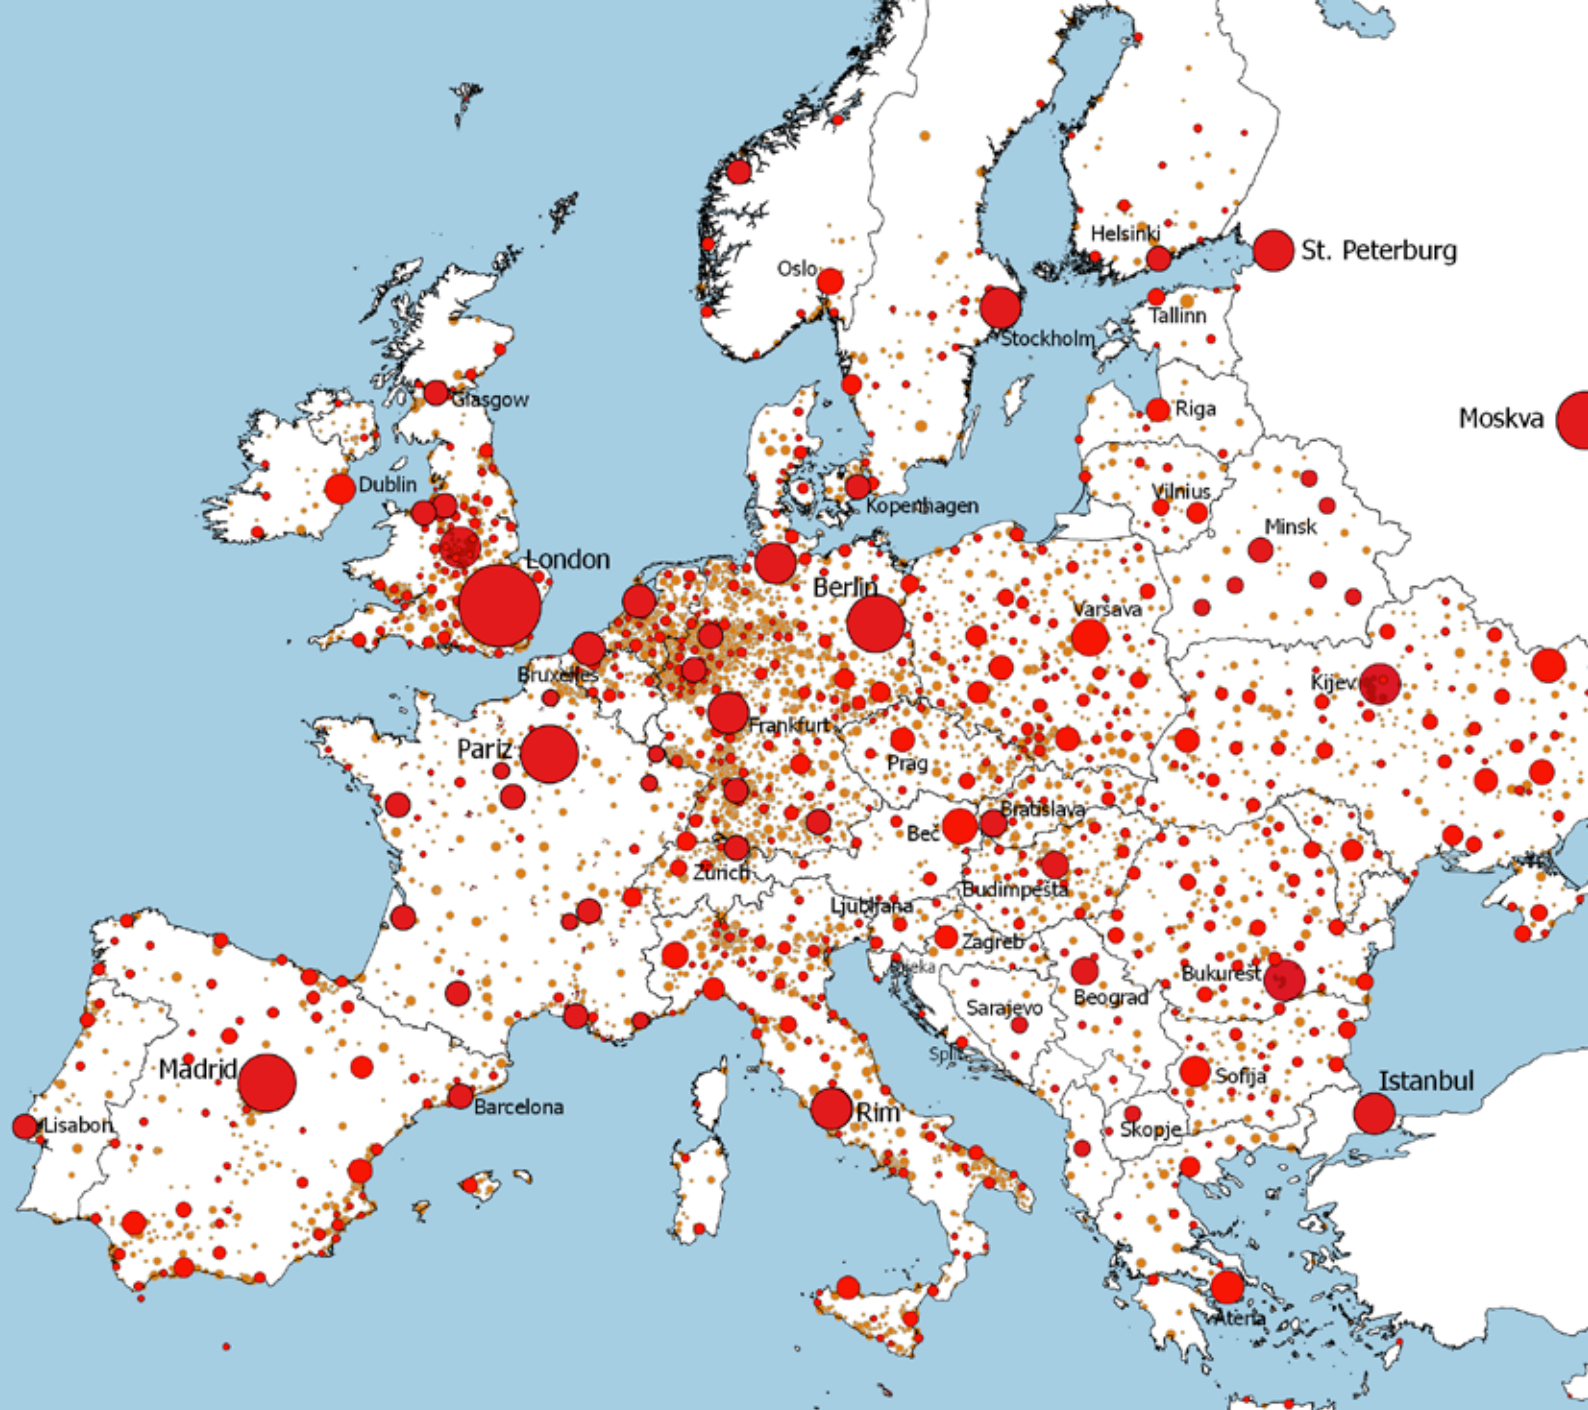 Helsinki
St. Peterburg
Oslo
Tallinn
Stockholm
Glasgow
Riga
Moskva
Dublin
Vilnius
Kopenhagen
Minsk
London
Berlin
Varsava
Bruxelles
Kijev
Frankfurt
Pariz
Prag
Bratislava
Beč
Zürich
Budimpešta
Ljubljana
Zagreb
Rijeka
Bukurešt
Beograd
Sarajevo
Split
Madrid
Sofija
Istanbul
Barcelona
Rim
Lisabon
Skopje
Atena